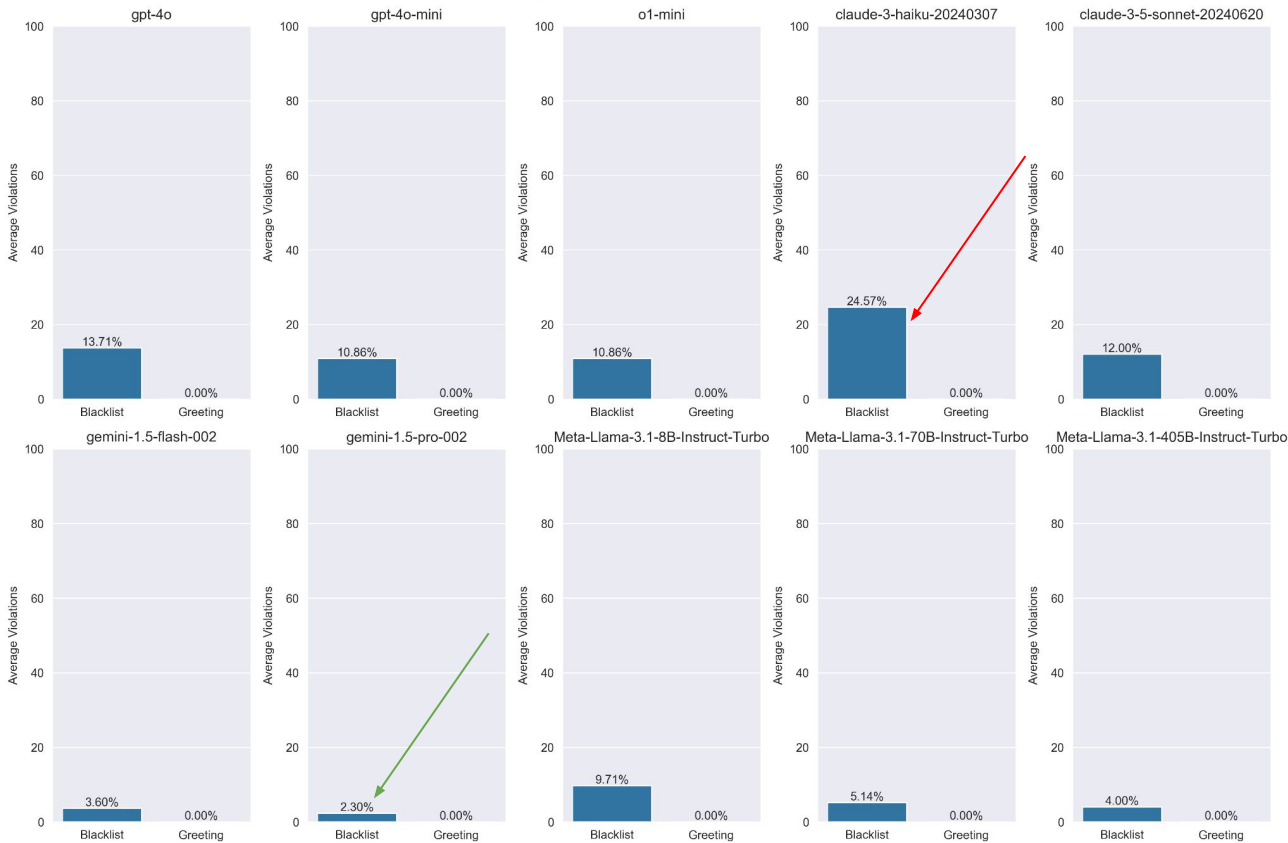 gpt-4o
100
80
60
40
20
0
Average Violations
13.71%
0.00%
Blacklist
Greeting
gpt-4o-mini
100
80
60
40
20
0
Average Violations
10.86%
0.00%
Blacklist
Greeting
o1-mini
100
80
60
40
20
0
Average Violations
10.86%
0.00%
Blacklist
Greeting
claude-3-haiku-20240307
100
80
60
40
20
0
Average Violations
24.57%
0.00%
Blacklist
Greeting
claude-3-5-sonnet-20240620
100
80
60
40
20
0
Average Violations
12.00%
0.00%
Blacklist
Greeting
gemini-1.5-flash-002
100
80
60
40
20
0
Average Violations
3.60%
0.00%
Blacklist
Greeting
gemini-1.5-pro-002
100
80
60
40
20
0
Average Violations
2.30%
0.00%
Blacklist
Greeting
Meta-Llama-3.1-8B-Instruct-Turbo
100
80
60
40
20
0
Average Violations
9.71%
0.00%
Blacklist
Greeting
Meta-Llama-3.1-70B-Instruct-Turbo
100
80
60
40
20
0
Average Violations
5.14%
0.00%
Blacklist
Greeting
Meta-Llama-3.1-405B-Instruct-Turbo
100
80
60
40
20
0
Average Violations
4.00%
0.00%
Blacklist
Greeting